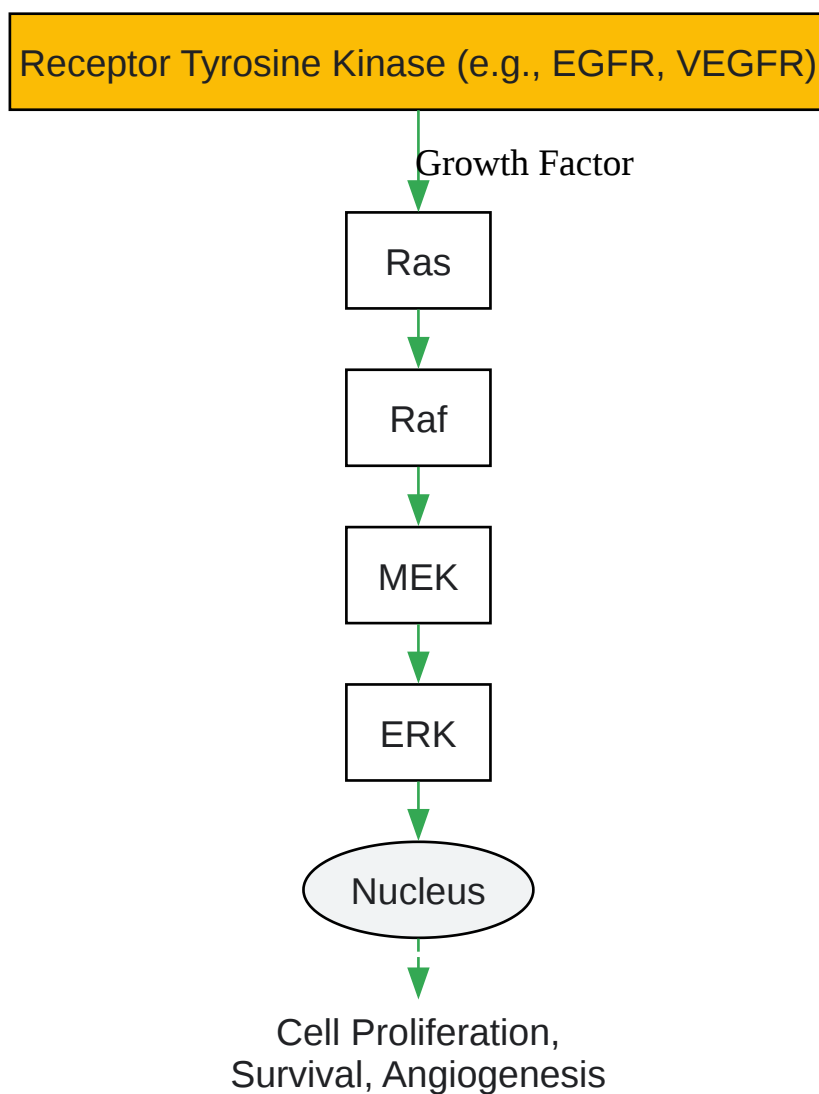 Receptor Tyrosine Kinase (e.g., EGFR, VEGFR)
Growth Factor
Ras
Raf
MEK
ERK
Nucleus
Cell Proliferation,
Survival, Angiogenesis